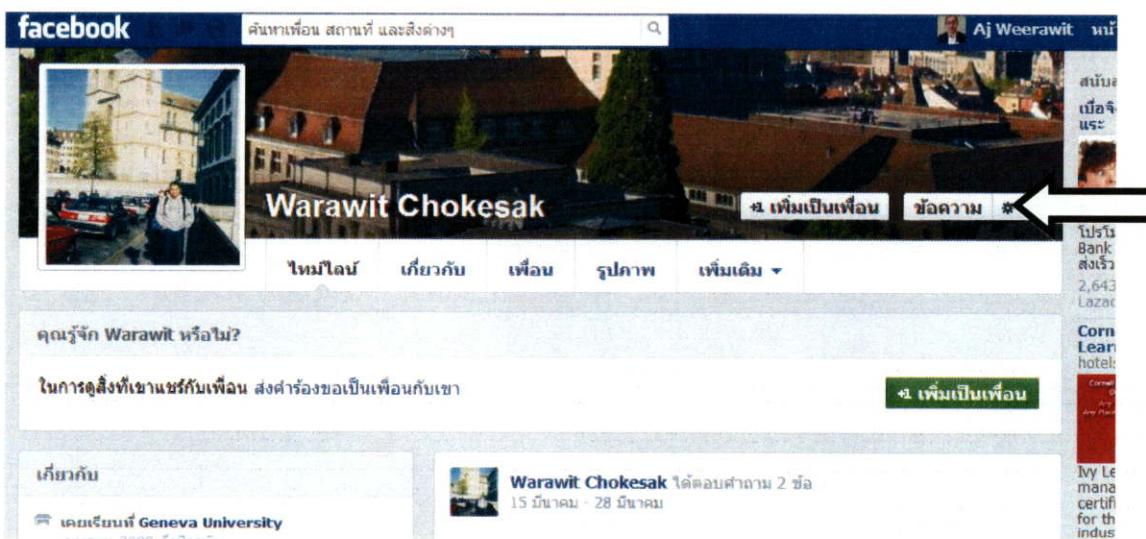 facebook
ค้นหาเพื่อน สถานที่ และสิ่งต่างๆ
Aj Weerawit
Warawit Chokesak
+1 เพิ่มเป็นเพื่อน
ข้อความ
ไทม์ไลน์ เกี่ยวกับ เพื่อน รูปภาพ เพิ่มเติม
คุณรู้จัก Warawit หรือไม่?
ในการดูสิ่งที่เขาแชร์กับเพื่อน ส่งคำร้องขอเป็นเพื่อนกับเขา
+1 เพิ่มเป็นเพื่อน
เกี่ยวกับ
เคยเรียนที่ Geneva University
Warawit Chokesak ได้ตอบคำถาม 2 ข้อ
15 มีนาคม - 28 มีนาคม
Bank
ส่งเร็ว
2,643
Lazac
Corn
Lear
hotel:
Ivy Le
mana
certifi
for th
indus